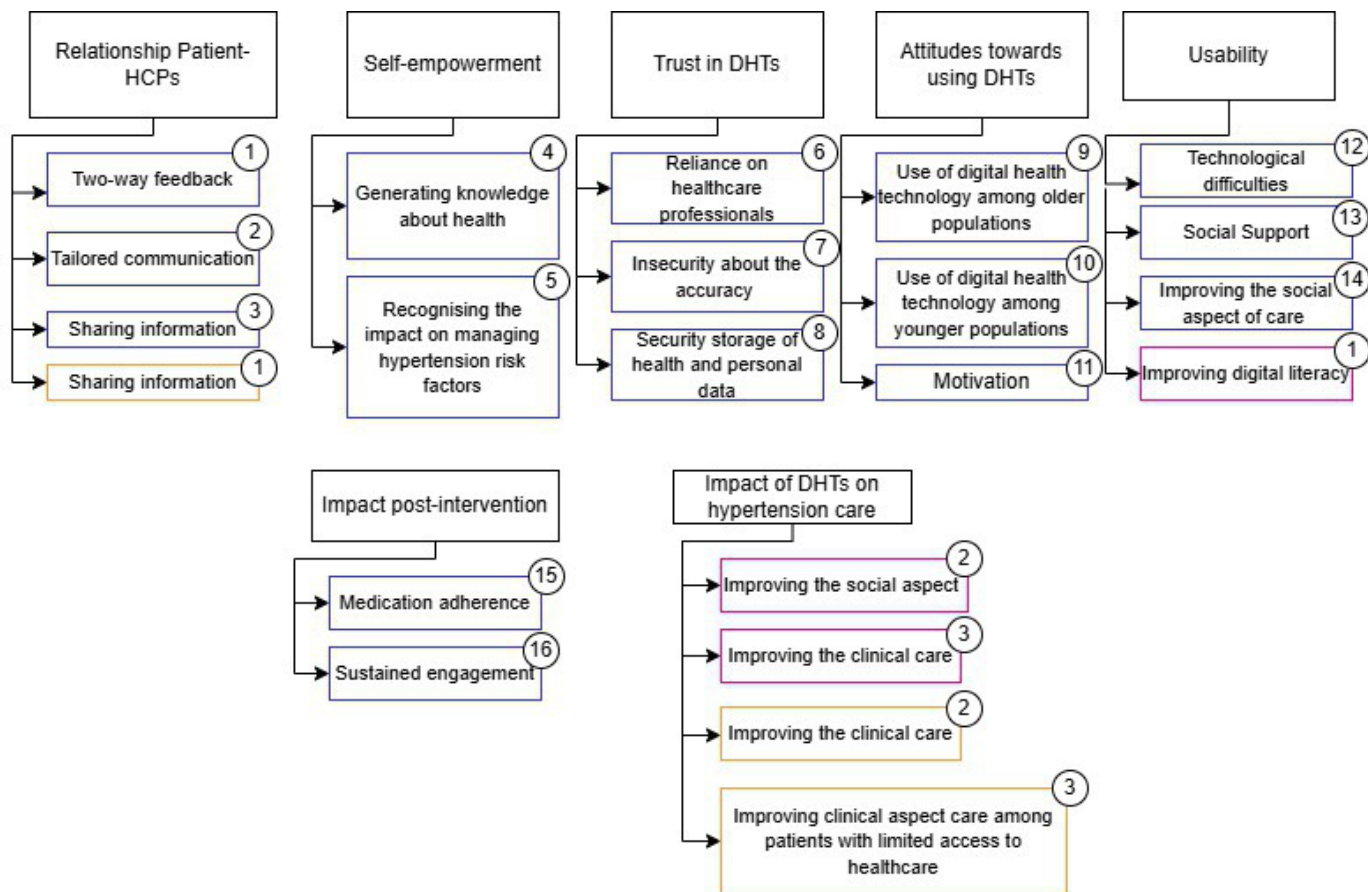 Relationship Patient-
HCPs
1
Two-way feedback
2
Tailored communication
3
Sharing information
1
Sharing information
Self-empowerment
4
Generating knowledge
about health
5
Recognising the
impact on managing
hypertension risk
factors
Trust in DHTs
6
Reliance on
healthcare
professionals
7
Insecurity about the
accuracy
8
Security storage of
health and personal
data
Attitudes towards
using DHTs
9
Use of digital health
technology among older
populations
10
Use of digital health
technology among
younger populations
11
Motivation
Usability
12
Technological
difficulties
13
Social Support
14
Improving the social
aspect of care
1
Improving digital literacy
Impact post-intervention
15
Medication adherence
16
Sustained engagement
Impact of DHTs on
hypertension care
2
Improving the social aspect
3
Improving the clinical care
2
Improving the clinical care
3
Improving clinical aspect care among
patients with limited access to
healthcare